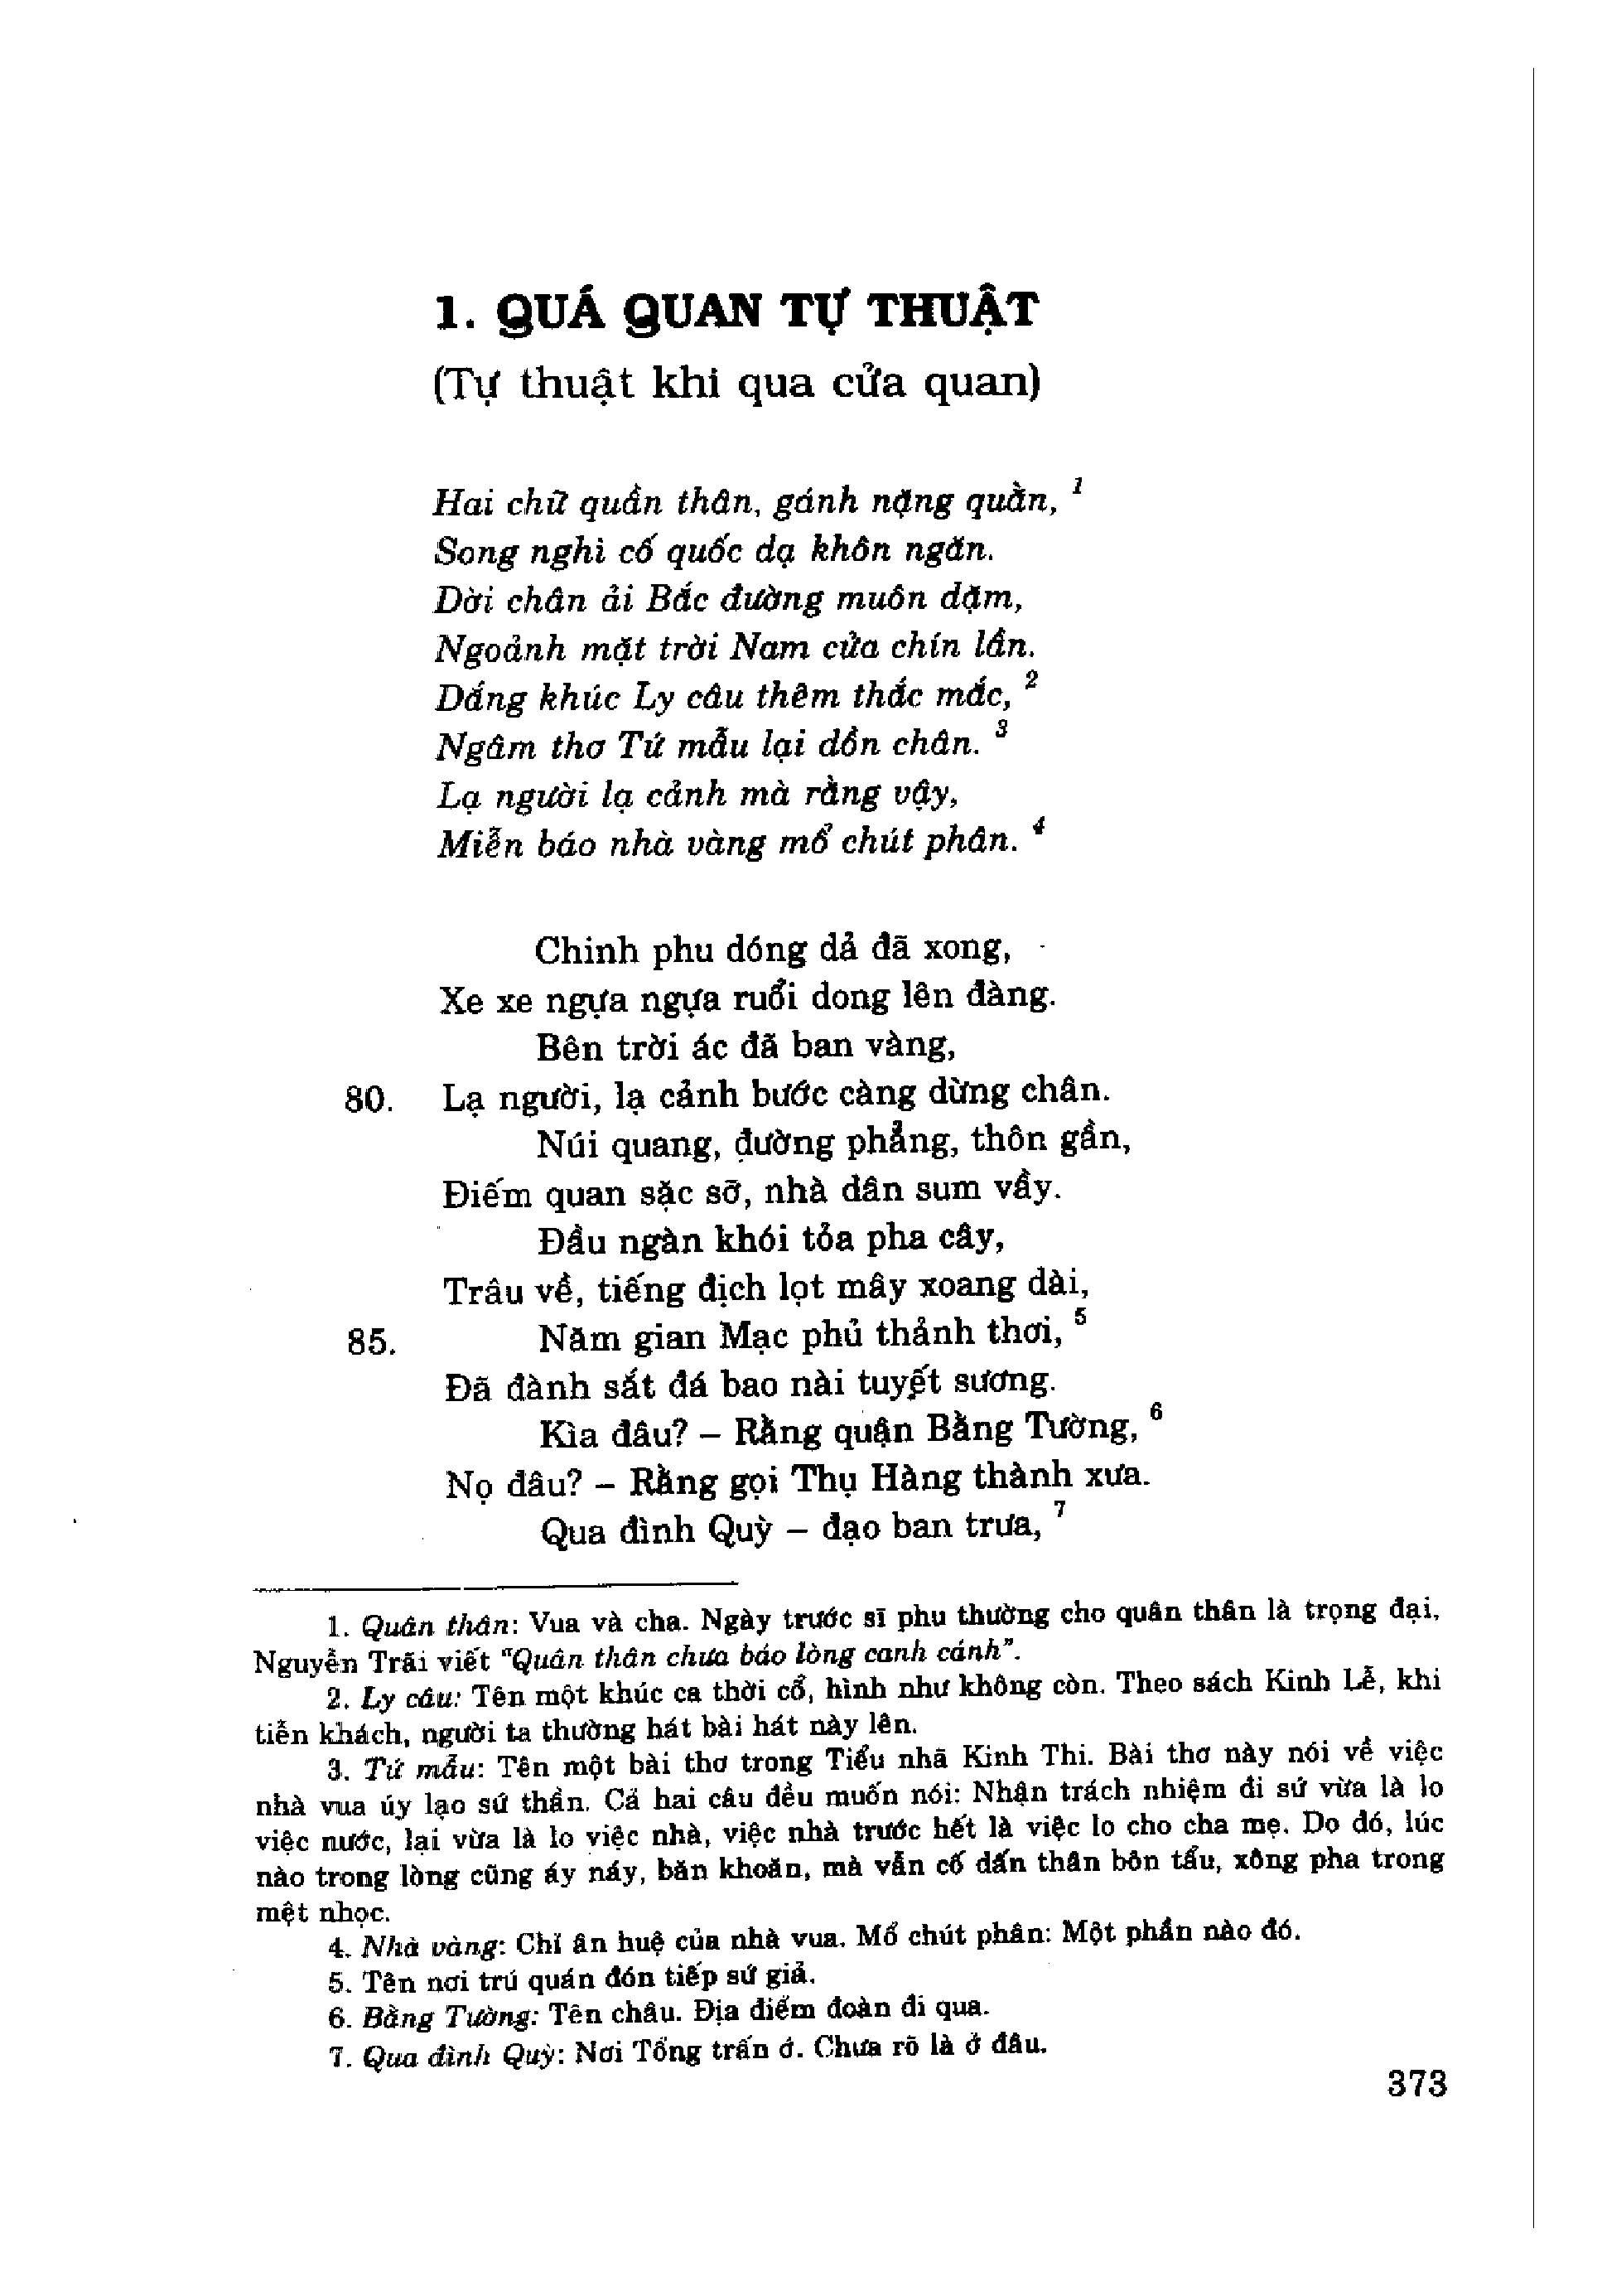 1. QUÁ QUAN TỰ THUẬT
(Tự thuật khi qua cửa quan)
Hai chữ quần thân, gánh nặng quằn, 1
Song nghì cố quốc dạ khôn ngăn.
Dời chân ải Bắc đường muôn dặm,
Ngoảnh mặt trời Nam cửa chín lần.
Dắng khúc Ly câu thêm thắc mắc, 2
Ngâm thơ Tứ mẫu lại dồn chân. 3
Lạ người lạ cảnh mà rằng vậy,
Miễn báo nhà vàng mổ chút phân. 4
Chinh phu dóng dả đã xong,
Xe xe ngựa ngựa ruổi dong lên đàng.
Bên trời ác đã ban vàng,
80. Lạ người, lạ cảnh bước càng dừng chân.
Núi quang, đường phẳng, thôn gần,
Điếm quan sặc sỡ, nhà dân sum vầy.
Đầu ngàn khói tỏa pha cây,
Trâu về, tiếng địch lọt mây xoang dài,
85. Năm gian Mạc phủ thảnh thơi, 5
Đã đành sắt đá bao nài tuyết sương.
Kìa đâu? – Rằng quận Bằng Tường, 6
Nọ đâu? – Rằng gọi Thụ Hàng thành xưa.
Qua đình Quỳ – đạo ban trưa, 7
1. Quân thân: Vua và cha. Ngày trước sĩ phu thường cho quân thân là trọng đại,
Nguyễn Trãi viết "Quân thân chưa báo lòng canh cánh".
2. Ly câu: Tên một khúc ca thời cổ, hình như không còn. Theo sách Kinh Lễ, khi
tiễn khách, người ta thường hát bài hát này lên.
3. Tứ mẫu: Tên một bài thơ trong Tiểu nhã Kinh Thi. Bài thơ này nói về việc
nhà vua úy lạo sứ thần. Cả hai câu đều muốn nói: Nhận trách nhiệm đi sứ vừa là lo
việc nước, lại vừa là lo việc nhà, việc nhà trước hết là việc lo cho cha mẹ. Do đó, lúc
nào trong lòng cũng áy náy, băn khoăn, mà vẫn cố dấn thân bôn tẩu, xông pha trong
mệt nhọc.
4. Nhà vàng: Chỉ ân huệ của nhà vua. Mổ chút phân: Một phần nào đó.
5. Tên nơi trú quán đón tiếp sứ giả.
6. Bằng Tường: Tên châu. Địa điểm đoàn đi qua.
7. Qua đình Quỳ: Nơi Tổng trấn ở. Chưa rõ là ở đâu.
373